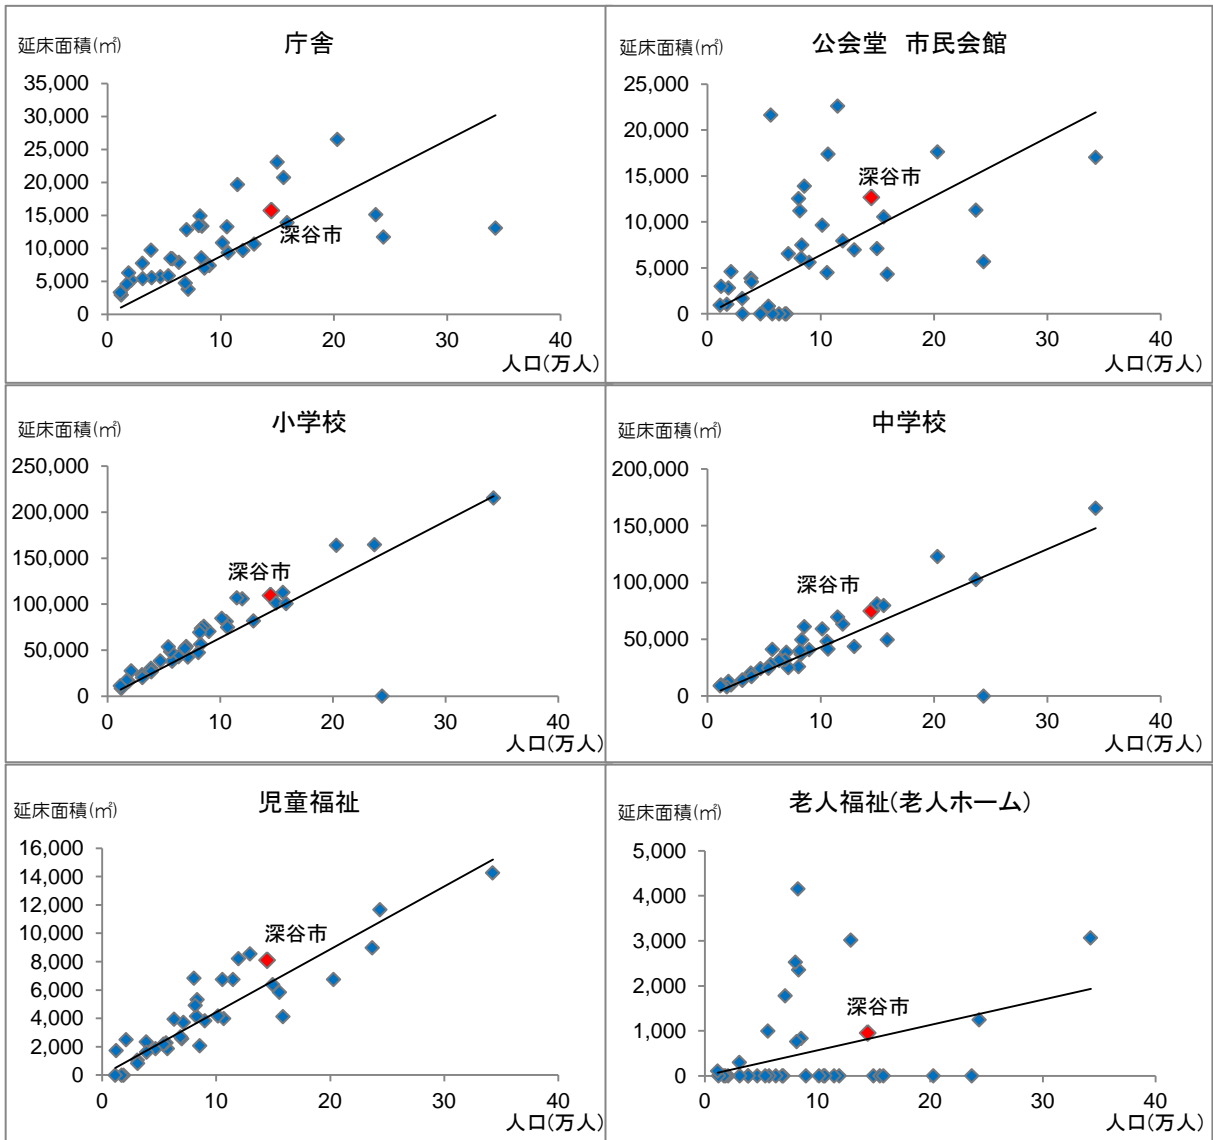 庁舎
延床面積(㎡)
35,000
30,000
25,000
20,000
15,000
10,000
5,000
0
深谷市
0 10 20 30 40
人口(万人)
公会堂 市民会館
延床面積(㎡)
25,000
20,000
15,000
10,000
5,000
0
深谷市
0 10 20 30 40
人口(万人)
小学校
延床面積(㎡)
250,000
200,000
150,000
100,000
50,000
0
深谷市
0 10 20 30 40
人口(万人)
中学校
延床面積(㎡)
200,000
150,000
100,000
50,000
0
深谷市
0 10 20 30 40
人口(万人)
児童福祉
延床面積(㎡)
16,000
14,000
12,000
10,000
8,000
6,000
4,000
2,000
0
深谷市
0 10 20 30 40
人口(万人)
老人福祉(老人ホーム)
延床面積(㎡)
5,000
4,000
3,000
2,000
1,000
0
深谷市
0 10 20 30 40
人口(万人)